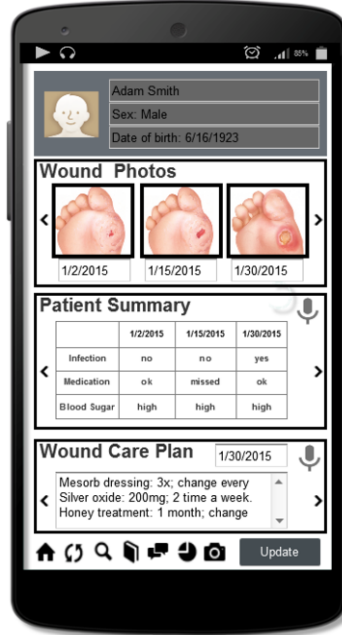 85%
Adam Smith
Sex: Male
Date of birth: 6/16/1923
Wound Photos
1/2/2015 1/15/2015 1/30/2015
Patient Summary
1/2/2015 1/15/2015 1/30/2015
Infection no no yes
Medication ok missed ok
Blood Sugar high high high
Wound Care Plan 1/30/2015
Mesorb dressing: 3x; change every
Silver oxide: 200mg; 2 time a week.
Honey treatment: 1 month; change
Update